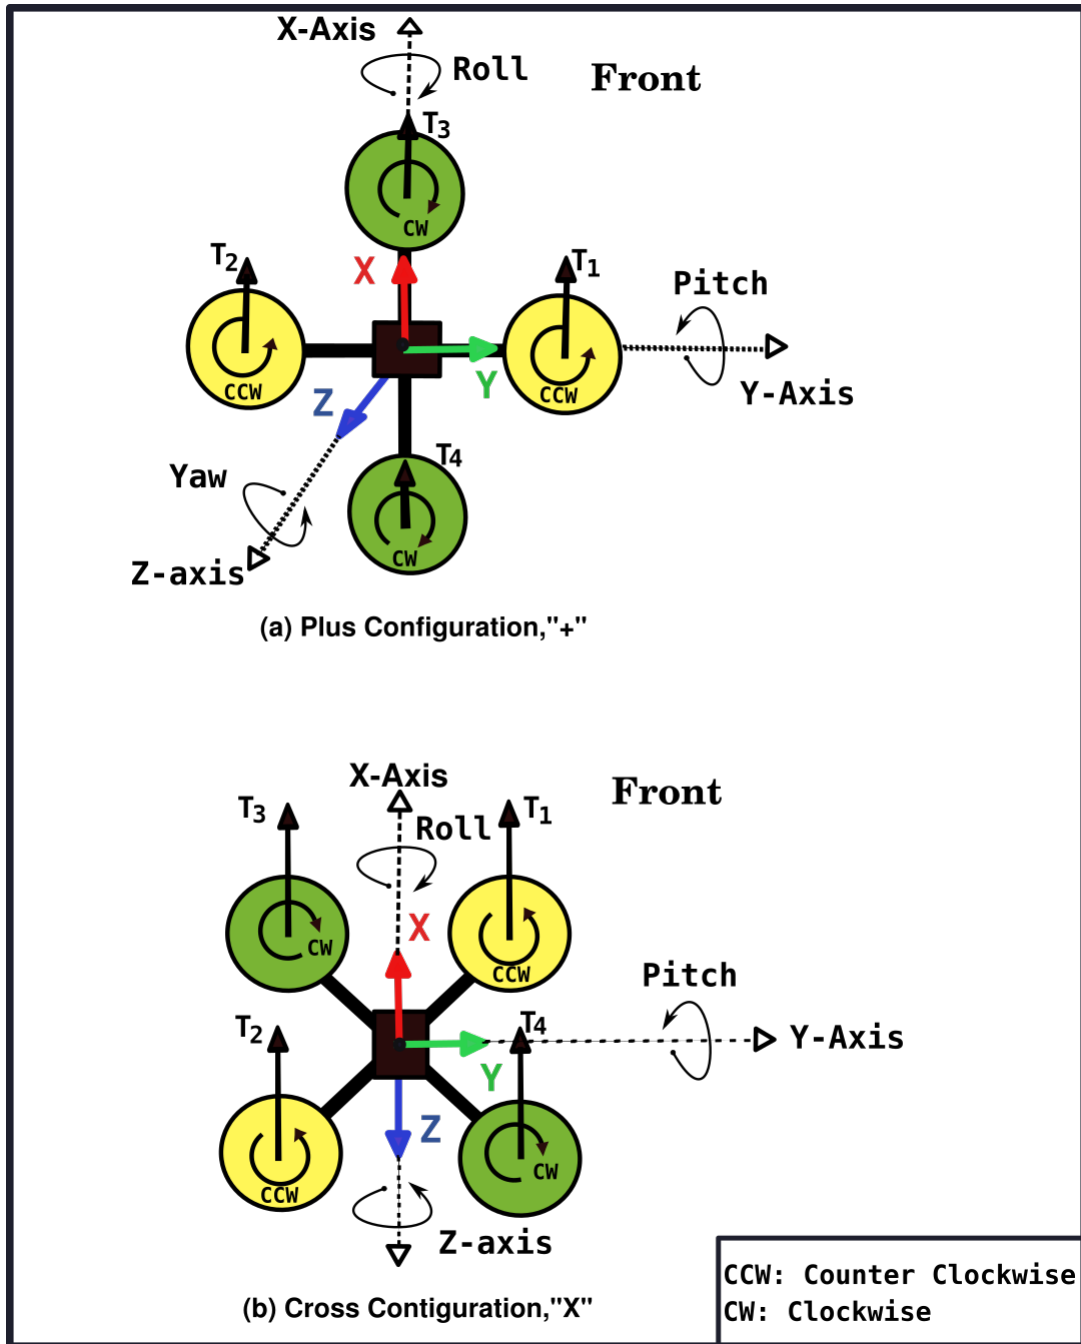 X-Axis
Roll
Front
T3
CW
T2
T1
X
Pitch
CCW
Y
CCW
Y-Axis
Z
T4
Yaw
CW
Z-axis
(a) Plus Configuration,"+"
X-Axis
Front
T3
Roll
T1
X
CW
CCW
Pitch
T2
T4
Y-Axis
Y
Z
CW
CCW
Z-axis
CCW: Counter Clockwise
CW: Clockwise
(b) Cross Contiguration,"X"